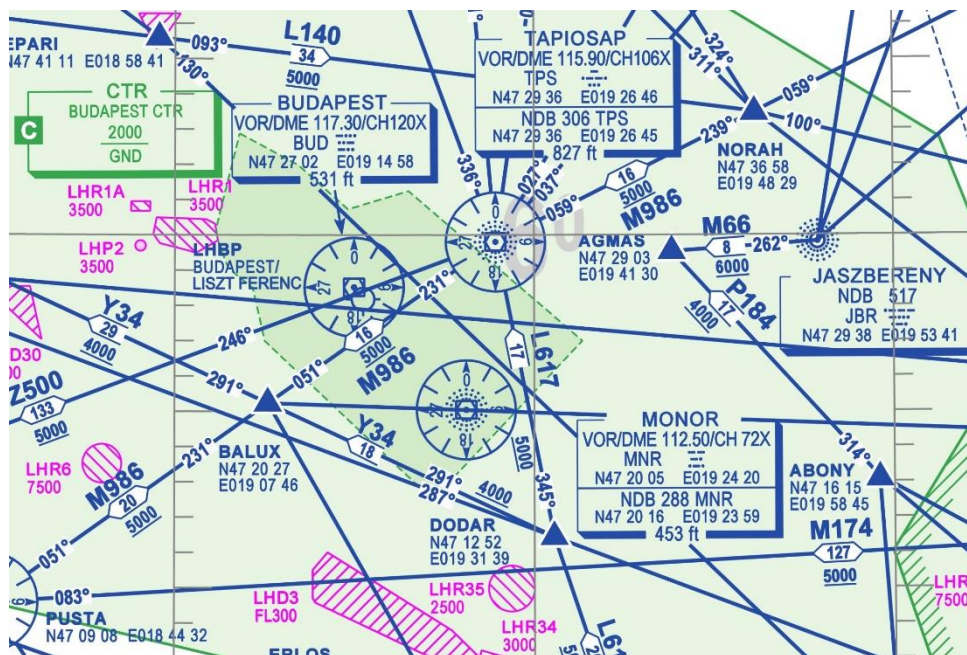 L140
34
5000
093°
130°
EPARI
N47 41 11 E018 58 41
CTR
BUDAPEST CTR
2000
GND
C
BUDAPEST
VOR/DME 117.30/CH120X
BUD
N47 27 02 E019 14 58
531 ft
TAPIOSAP
VOR/DME 115.90/CH106X
TPS
N47 29 36 E019 26 46
NDB 306 TPS
N47 29 36 E019 26 45
827 ft
324°
311°
059°
100°
239°
NORAH
N47 36 58
E019 48 29
336°
027°
037°
059°
16
5000
M986
LHR1A
3500
LHR1
3500
LHP2
3500
LHBP
BUDAPEST/
LISZT FERENC
AGMAS
N47 29 03
E019 41 30
M66
8
262°
6000
P184
17
4000
JASZBERENY
NDB 517
JBR
N47 29 38 E019 53 41
Y34
29
4000
246°
231°
16
5000
M986
L617
17
5000
345°
Z500
133
5000
291°
051°
Y34
18
4000
291°
287°
BALUX
N47 20 27
E019 07 46
231°
LHR6
7500
M986
20
5000
051°
MONOR
VOR/DME 112.50/CH 72X
MNR
N47 20 05 E019 24 20
NDB 288 MNR
N47 20 16 E019 23 59
453 ft
314°
ABONY
N47 16 15
E019 58 45
M174
127
5000
DODAR
N47 12 52
E019 31 39
083°
PUSTA
N47 09 08 E018 44 32
LHD3
FL300
LHR35
2500
LHR34
3000